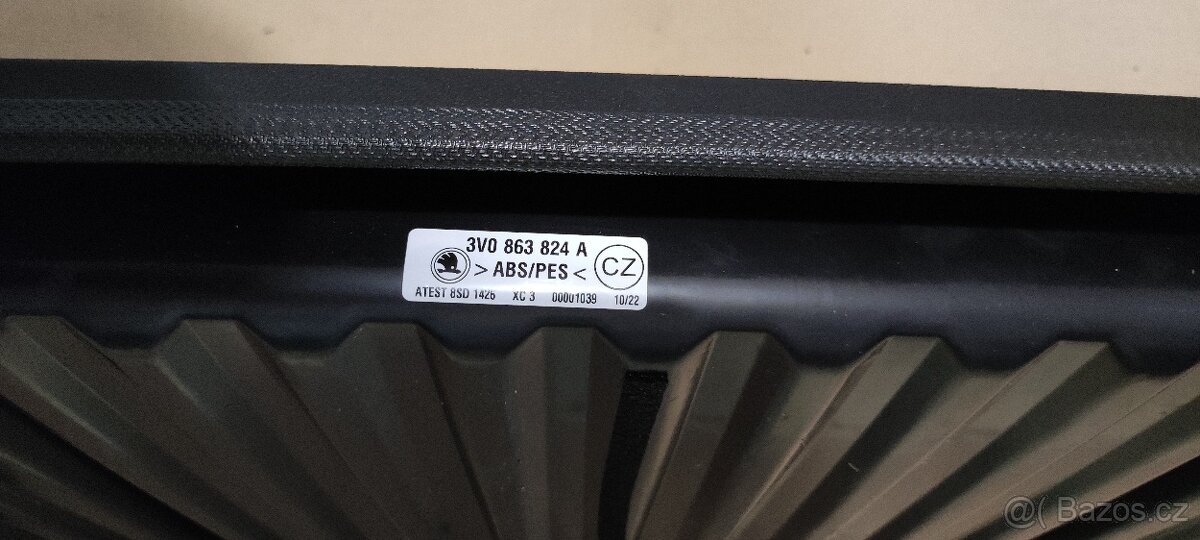 3V0 863 824 A
> ABS/PES < CZ
ATEST 8SD 1426 XC 3 00001039 10/22
@( Bazos.cz